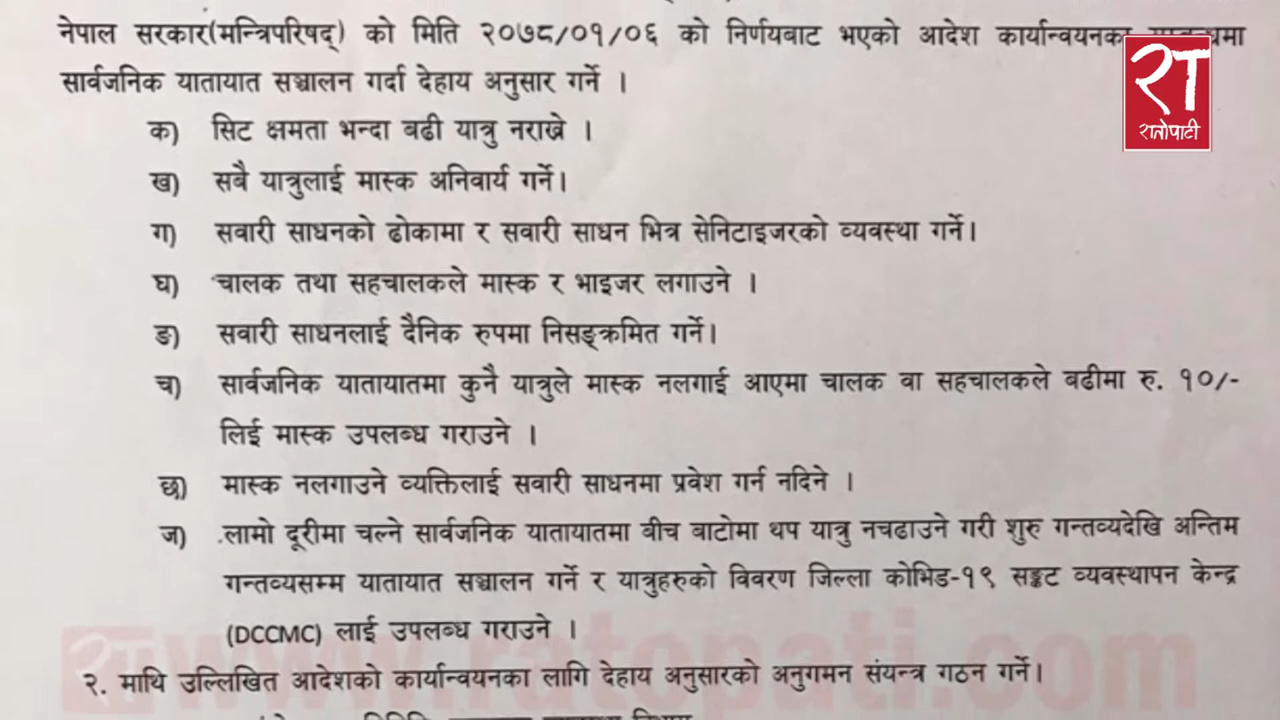 नेपाल सरकार(मन्त्रिपरिषद्) को मिति २०७८/०१/०६ को निर्णयबाट भएको आदेश कार्यान्वयनका
सार्वजनिक यातायात सञ्चालन गर्दा देहाय अनुसार गर्ने ।
रातोपाटी
क) सिट क्षमता भन्दा बढी यात्रु नराख्ने ।
ख) सबै यात्रुलाई मास्क अनिवार्य गर्ने।
ग) सवारी साधनको ढोकामा र सवारी साधन भित्र सेनिटाइजरको व्यवस्था गर्ने।
घ) चालक तथा सहचालकले मास्क र भाइजर लगाउने ।
ङ) सवारी साधनलाई दैनिक रुपमा निसङ्क्रमित गर्ने।
च) सार्वजनिक यातायातमा कुनै यात्रुले मास्क नलगाई आएमा चालक वा सहचालकले बढीमा रु. १०/-
लिई मास्क उपलब्ध गराउने ।
छ) मास्क नलगाउने व्यक्तिलाई सवारी साधनमा प्रवेश गर्न नदिने ।
ज) लामो दूरीमा चल्ने सार्वजनिक यातायातमा बीच बाटोमा थप यात्रु नचढाउने गरी शुरु गन्तव्यदेखि अन्तिम
गन्तव्यसम्म यातायात सञ्चालन गर्ने र यात्रुहरुको विवरण जिल्ला कोभिड-१९ सङ्कट व्यवस्थापन केन्द्र
(DCCMC) लाई उपलब्ध गराउने ।
www.ratopati.com
२. माथि उल्लिखित आदेशको कार्यान्वयनका लागि देहाय अनुसारको अनुगमन संयन्त्र गठन गर्ने।